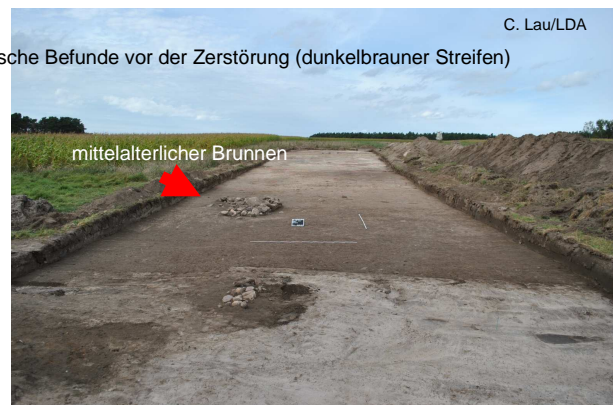 C. Lau/LDA
sche Befunde vor der Zerstörung (dunkelbrauner Streifen)
mittelalterlicher Brunnen